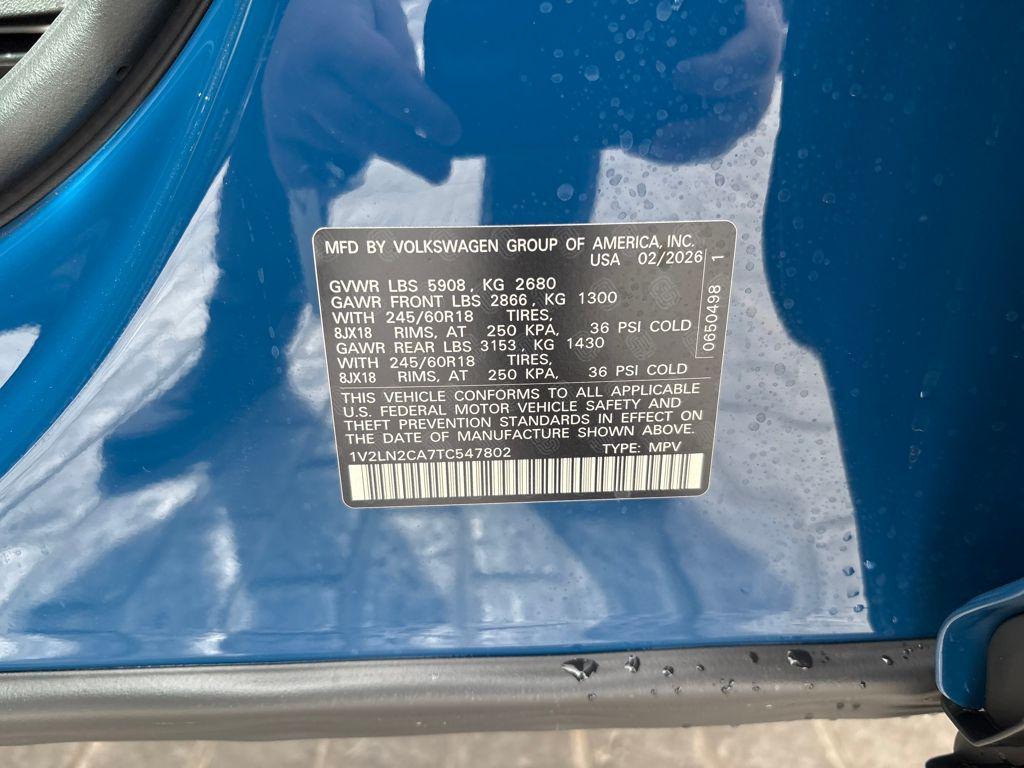 MFD BY VOLKSWAGEN GROUP OF AMERICA, INC.
USA 02/2026
GVWR LBS 5908, KG 2680
GAWR FRONT LBS 2866, KG 1300
WITH 245/60R18 TIRES,
8JX18 RIMS, AT 250 KPA, 36 PSI COLD
GAWR REAR LBS 3153, KG 1430
WITH 245/60R18 TIRES,
8JX18 RIMS, AT 250 KPA, 36 PSI COLD
0650498 1
THIS VEHICLE CONFORMS TO ALL APPLICABLE
U.S. FEDERAL MOTOR VEHICLE SAFETY AND
THEFT PREVENTION STANDARDS IN EFFECT ON
THE DATE OF MANUFACTURE SHOWN ABOVE.
1V2LN2CA7TC547802 TYPE: MPV